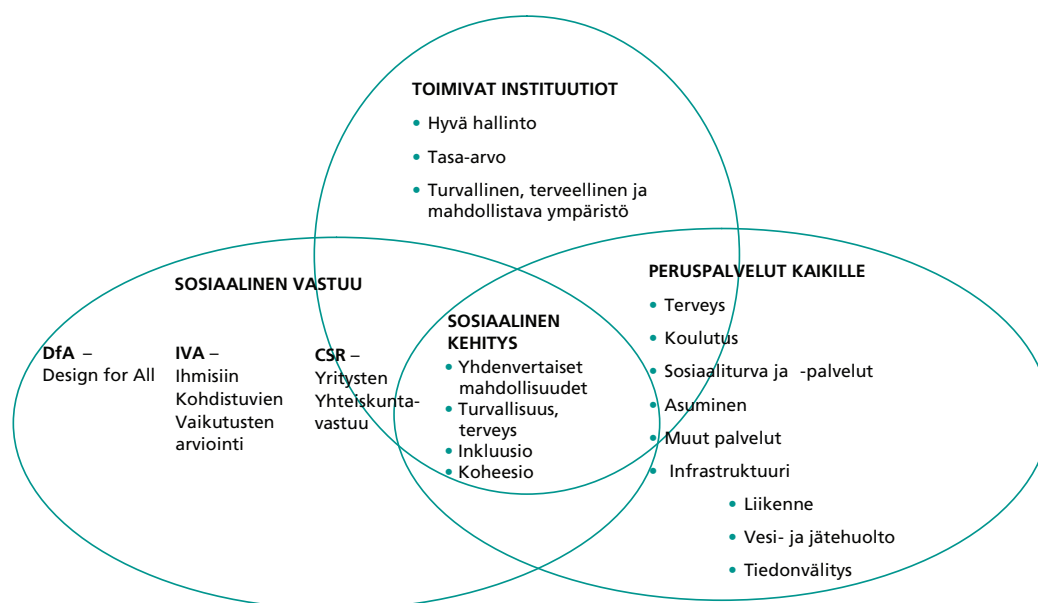 TOIMIVAT INSTITUUTIOT
• Hyvä hallinto
• Tasa-arvo
• Turvallinen, terveellinen ja
mahdollistava ympäristö
SOSIAALINEN VASTUU
DfA –
Design for All
IVA –
Ihmisiin
Kohdistuvien
Vaikutusten
arviointi
CSR –
Yritysten
Yhteiskunta-
vastuu
SOSIAALINEN
KEHITYS
• Yhdenvertaiset
mahdollisuudet
• Turvallisuus,
terveys
• Inkluusio
• Koheesio
PERUSPALVELUT KAIKILLE
• Terveys
• Koulutus
• Sosiaaliturva ja -palvelut
• Asuminen
• Muut palvelut
• Infrastruktuuri
• Liikenne
• Vesi- ja jätehuolto
• Tiedonvälitys